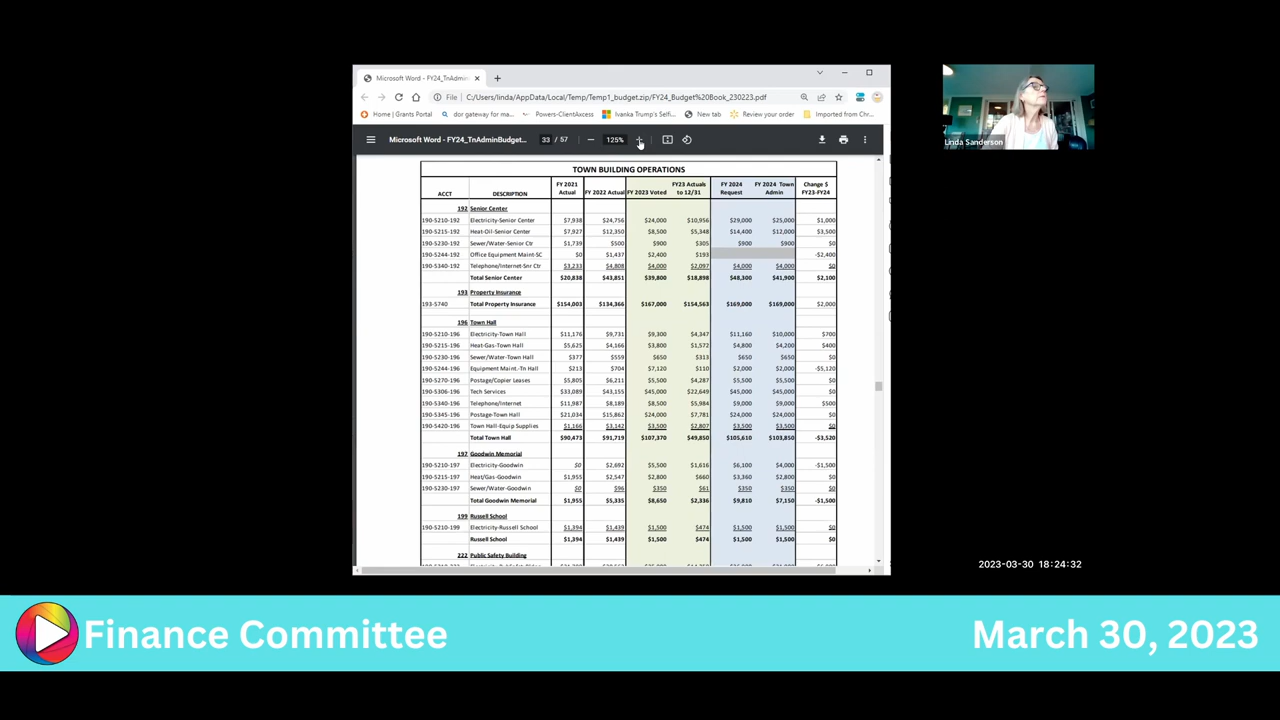 Microsoft Word - FY24_TnAdmin
File C:/Users/linda/AppData/Local/Temp/Temp1_budget.zip/FY24_Budget%20Book_230223.pdf
Home | Grants Portal dor gateway for ma... Powers-ClientAxcess Ivanka Trump's Selfi... New tab Review your order Imported from Chr...
Microsoft Word - FY24_TnAdminBudget... 33 / 57 125%
TOWN BUILDING OPERATIONS
ACCT DESCRIPTION FY 2021 Actual FY 2022 Actual FY 2023 Voted FY23 Actuals to 12/31 FY 2024 Request FY 2024 Town Admin Change $ FY23-FY24
192 Senior Center
190-5210-192 Electricity-Senior Center $7,938 $24,756 $24,000 $10,956 $29,000 $25,000 $1,000
190-5215-192 Heat-Oil-Senior Center $7,927 $12,350 $8,500 $5,348 $14,400 $12,000 $3,500
190-5230-192 Sewer/Water-Senior Ctr $1,739 $500 $900 $305 $900 $900 $0
190-5244-192 Office Equipment Maint-SC $0 $1,437 $2,400 $193 -$2,400
190-5340-192 Telephone/Internet-Snr Ctr $3,233 $4,808 $4,000 $2,097 $4,000 $4,000 $0
Total Senior Center $20,838 $43,851 $39,800 $18,898 $48,300 $41,900 $2,100
193 Property Insurance
193-5740 Total Property Insurance $154,003 $134,366 $167,000 $154,563 $169,000 $169,000 $2,000
196 Town Hall
190-5210-196 Electricity-Town Hall $11,176 $9,731 $9,300 $4,347 $11,160 $10,000 $700
190-5215-196 Heat-Gas-Town Hall $5,625 $4,166 $3,800 $1,572 $4,800 $4,200 $400
190-5230-196 Sewer/Water-Town Hall $377 $559 $650 $313 $650 $650 $0
190-5244-196 Equipment Maint.-Tn Hall $213 $704 $7,120 $110 $2,000 $2,000 -$5,120
190-5270-196 Postage/Copier Leases $5,805 $6,211 $5,500 $4,287 $5,500 $5,500 $0
190-5306-196 Tech Services $33,089 $43,155 $45,000 $22,649 $45,000 $45,000 $0
190-5340-196 Telephone/Internet $11,987 $8,189 $8,500 $5,984 $9,000 $9,000 $500
190-5345-196 Postage-Town Hall $21,034 $15,862 $24,000 $7,781 $24,000 $24,000 $0
190-5420-196 Town Hall-Equip Supplies $1,166 $3,142 $3,500 $2,807 $3,500 $3,500 $0
Total Town Hall $90,473 $91,719 $107,370 $49,850 $105,610 $103,850 -$3,520
197 Goodwin Memorial
190-5210-197 Electricity-Goodwin $0 $2,692 $5,500 $1,616 $6,100 $4,000 -$1,500
190-5215-197 Heat/Gas-Goodwin $1,955 $2,547 $2,800 $660 $3,360 $2,800 $0
190-5230-197 Sewer/Water-Goodwin $0 $96 $350 $61 $350 $350 $0
Total Goodwin Memorial $1,955 $5,335 $8,650 $2,336 $9,810 $7,150 -$1,500
199 Russell School
190-5210-199 Electricity-Russell School $1,394 $1,439 $1,500 $474 $1,500 $1,500 $0
Russell School $1,394 $1,439 $1,500 $474 $1,500 $1,500 $0
222 Public Safety Building
Linda Sanderson
2023-03-30 18:24:32
Finance Committee
March 30, 2023